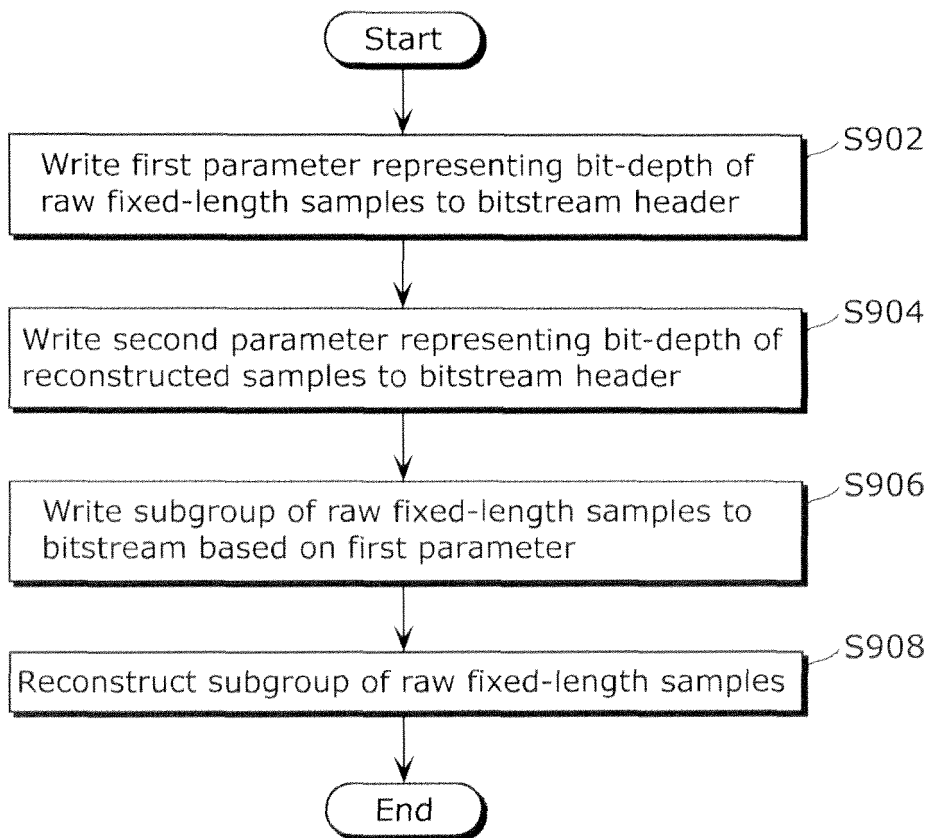 Start
S902
Write first parameter representing bit-depth of
raw fixed-length samples to bitstream header
S904
Write second parameter representing bit-depth of
reconstructed samples to bitstream header
S906
Write subgroup of raw fixed-length samples to
bitstream based on first parameter
S908
Reconstruct subgroup of raw fixed-length samples
End